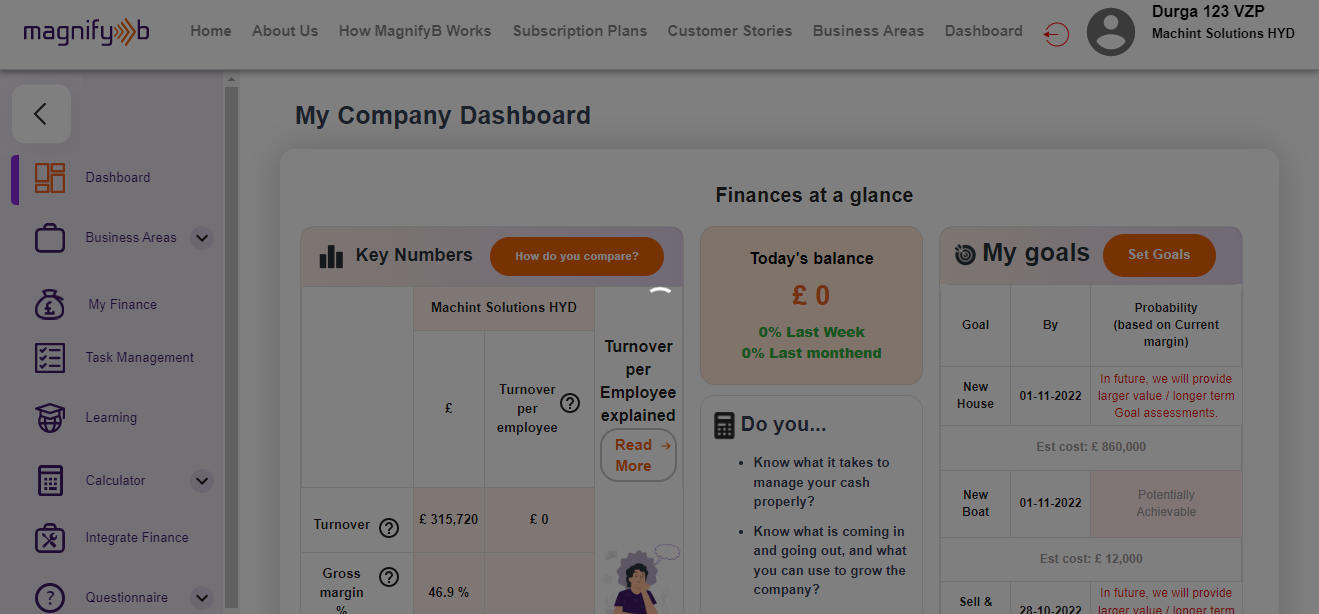 magnifyb
Home About Us How MagnifyB Works Subscription Plans Customer Stories Business Areas Dashboard
Durga 123 VZP
Machint Solutions HYD
Dashboard
Business Areas
My Finance
Task Management
Learning
Calculator
Integrate Finance
Questionnaire
My Company Dashboard
Finances at a glance
Key Numbers
How do you compare?
Machint Solutions HYD
£
Turnover
per
employee
?
Turnover
per
Employee
explained
Read
More
Turnover
?
£ 315,720
£ 0
Gross
margin
%
?
46.9 %
Today's balance
£ 0
0% Last Week
0% Last monthend
Do you...
• Know what it takes to
manage your cash
properly?
• Know what is coming in
and going out, and what
you can use to grow the
company?
My goals
Set Goals
Goal
By
Probability
(based on Current
margin)
New
House
01-11-2022
In future, we will provide
larger value / longer term
Goal assessments.
Est cost: £ 860,000
New
Boat
01-11-2022
Potentially
Achievable
Est cost: £ 12,000
Sell &
28-10-2022
In future, we will provide
larger value / longer term